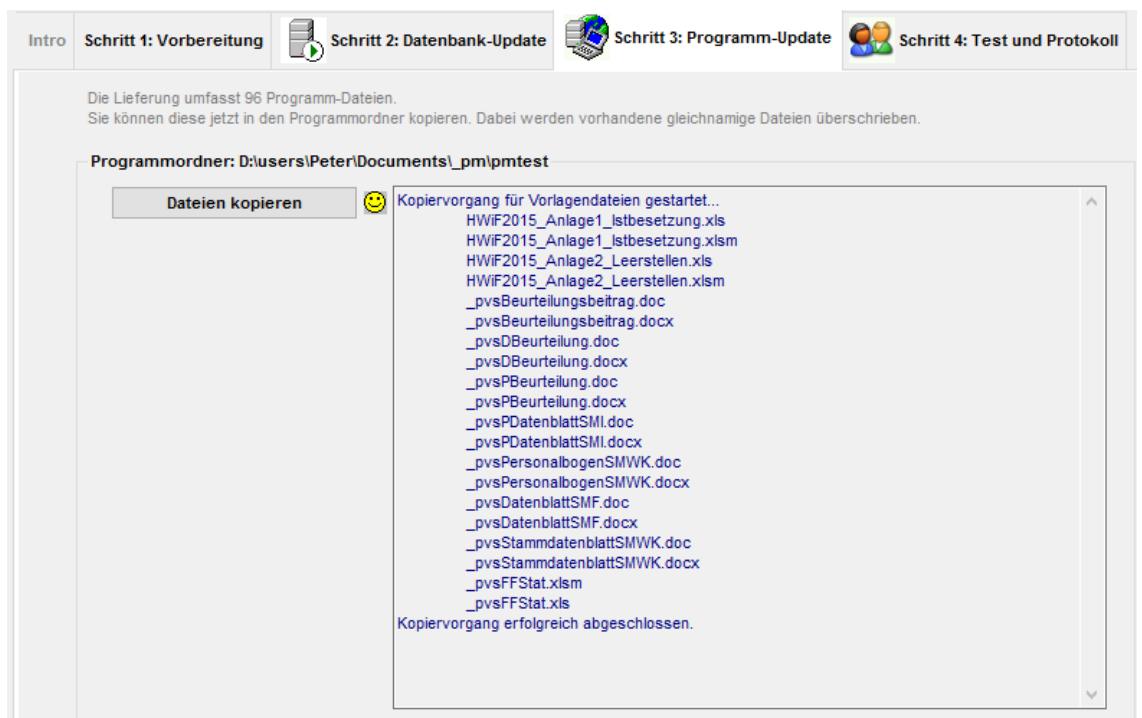 Intro Schritt 1: Vorbereitung Schritt 2: Datenbank-Update Schritt 3: Programm-Update Schritt 4: Test und Protokoll
Die Lieferung umfasst 96 Programm-Dateien.
Sie können diese jetzt in den Programmordner kopieren. Dabei werden vorhandene gleichnamige Dateien überschrieben.
Programmordner: D:\users\Peter\Documents\_pm\pmtest
Dateien kopieren
Kopiervorgang für Vorlagendateien gestartet...
HWiF2015_Anlage1_Istbesetzung.xls
HWiF2015_Anlage1_Istbesetzung.xlsm
HWiF2015_Anlage2_Leerstellen.xls
HWiF2015_Anlage2_Leerstellen.xlsm
_pvsBeurteilungsbeitrag.doc
_pvsBeurteilungsbeitrag.docx
_pvsDBeurteilung.doc
_pvsDBeurteilung.docx
_pvsPBeurteilung.doc
_pvsPBeurteilung.docx
_pvsPDatenblattSMI.doc
_pvsPDatenblattSMI.docx
_pvsPersonalbogenSMWK.doc
_pvsPersonalbogenSMWK.docx
_pvsDatenblattSMF.doc
_pvsDatenblattSMF.docx
_pvsStammdatenblattSMWK.doc
_pvsStammdatenblattSMWK.docx
_pvsFFStat.xlsm
_pvsFFStat.xls
Kopiervorgang erfolgreich abgeschlossen.